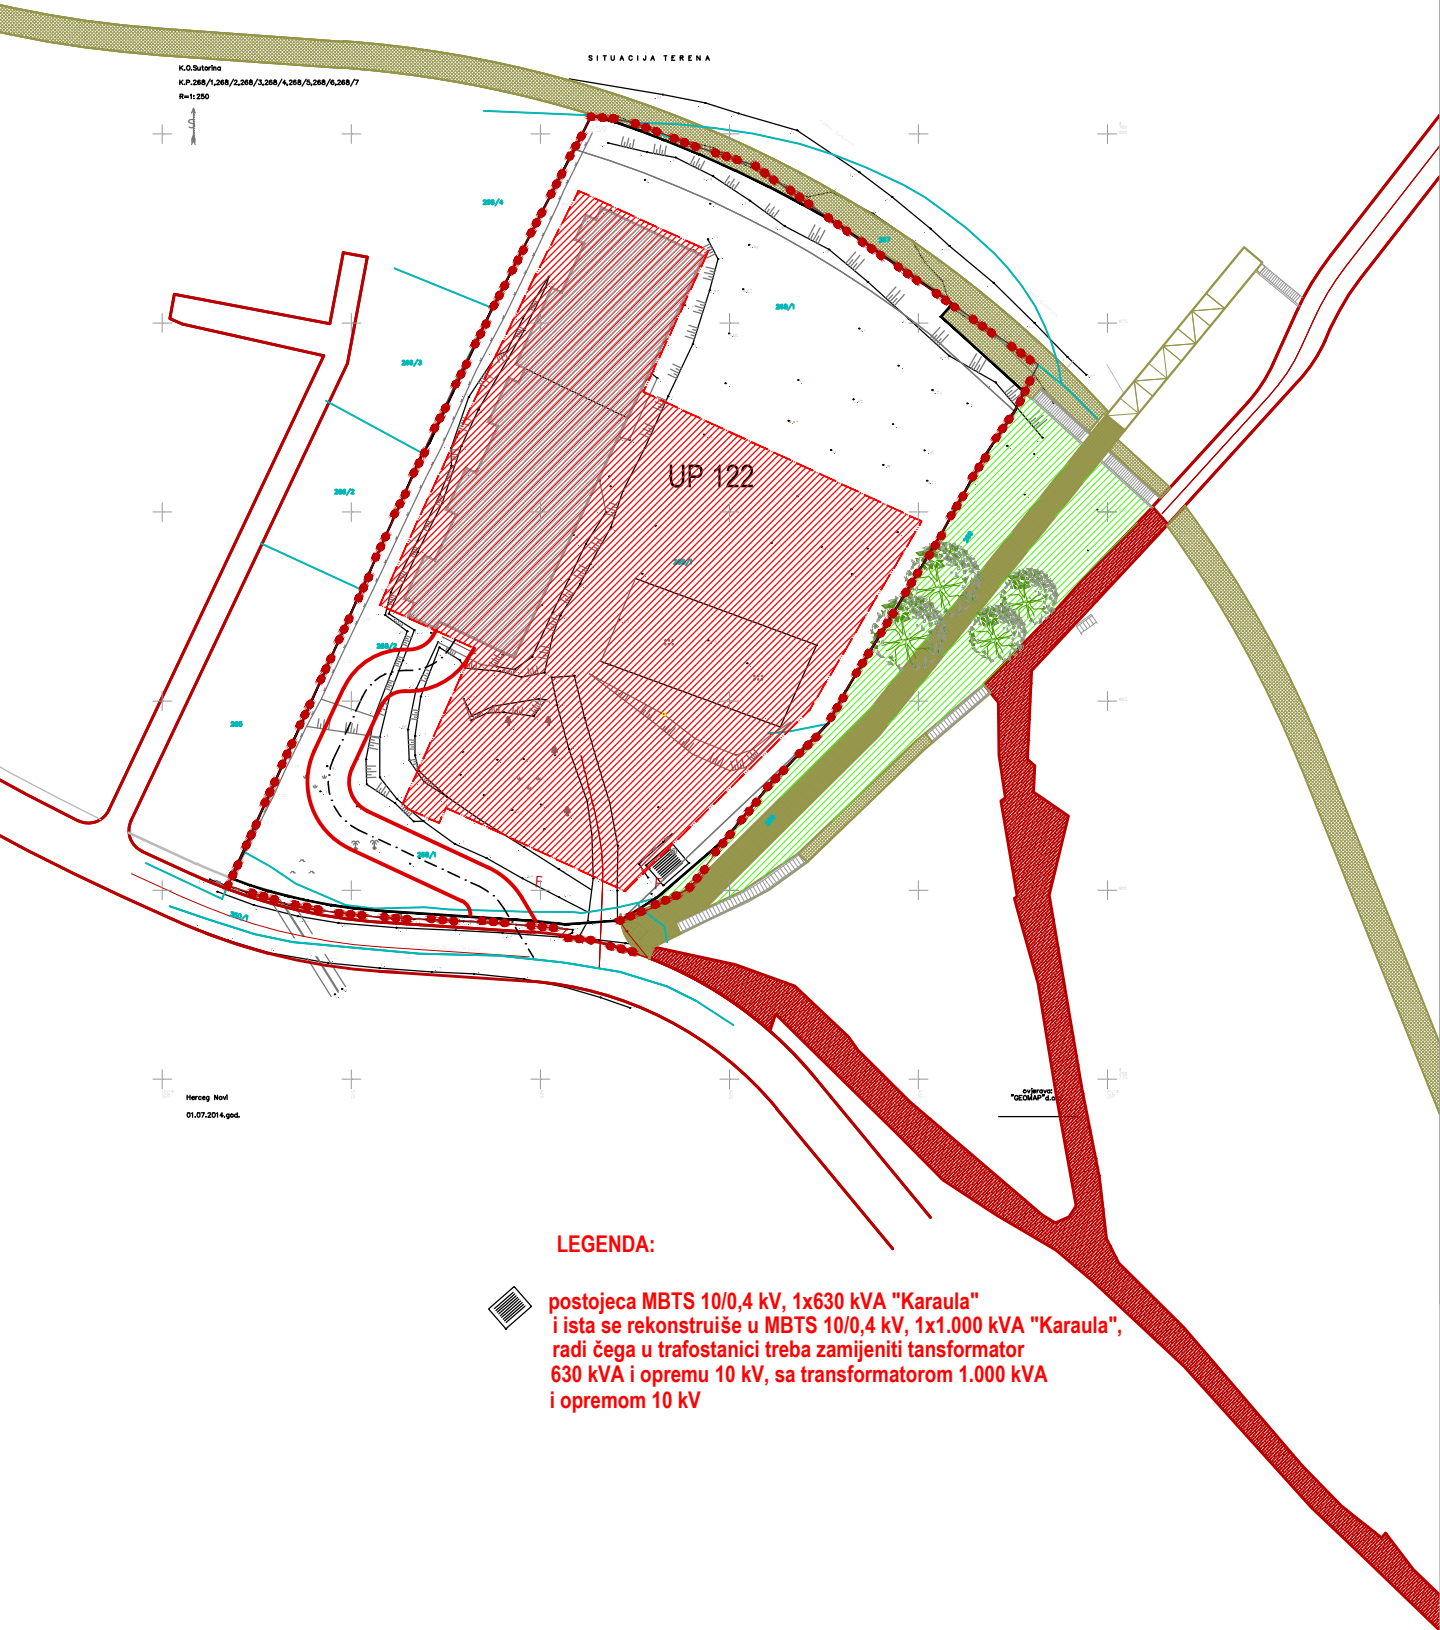 SITUACIJA TERENA
K.O.Sutorina
K.P.268/1,268/2,268/3,268/4,268/5,268/6,268/7
R=1:250
268/4
267
268/1
268/3
UP 122
268/2
265
268/1
Herceg Novi
01.07.2014.god.
ovjerava:
"GEOMAP"
LEGENDA:
postojeca MBTS 10/0,4 kV, 1x630 kVA "Karaula"
i ista se rekonstruiše u MBTS 10/0,4 kV, 1x1.000 kVA "Karaula",
radi čega u trafostanici treba zamijeniti tansformator
630 kVA i opremu 10 kV, sa transformatorom 1.000 kVA
i opremom 10 kV